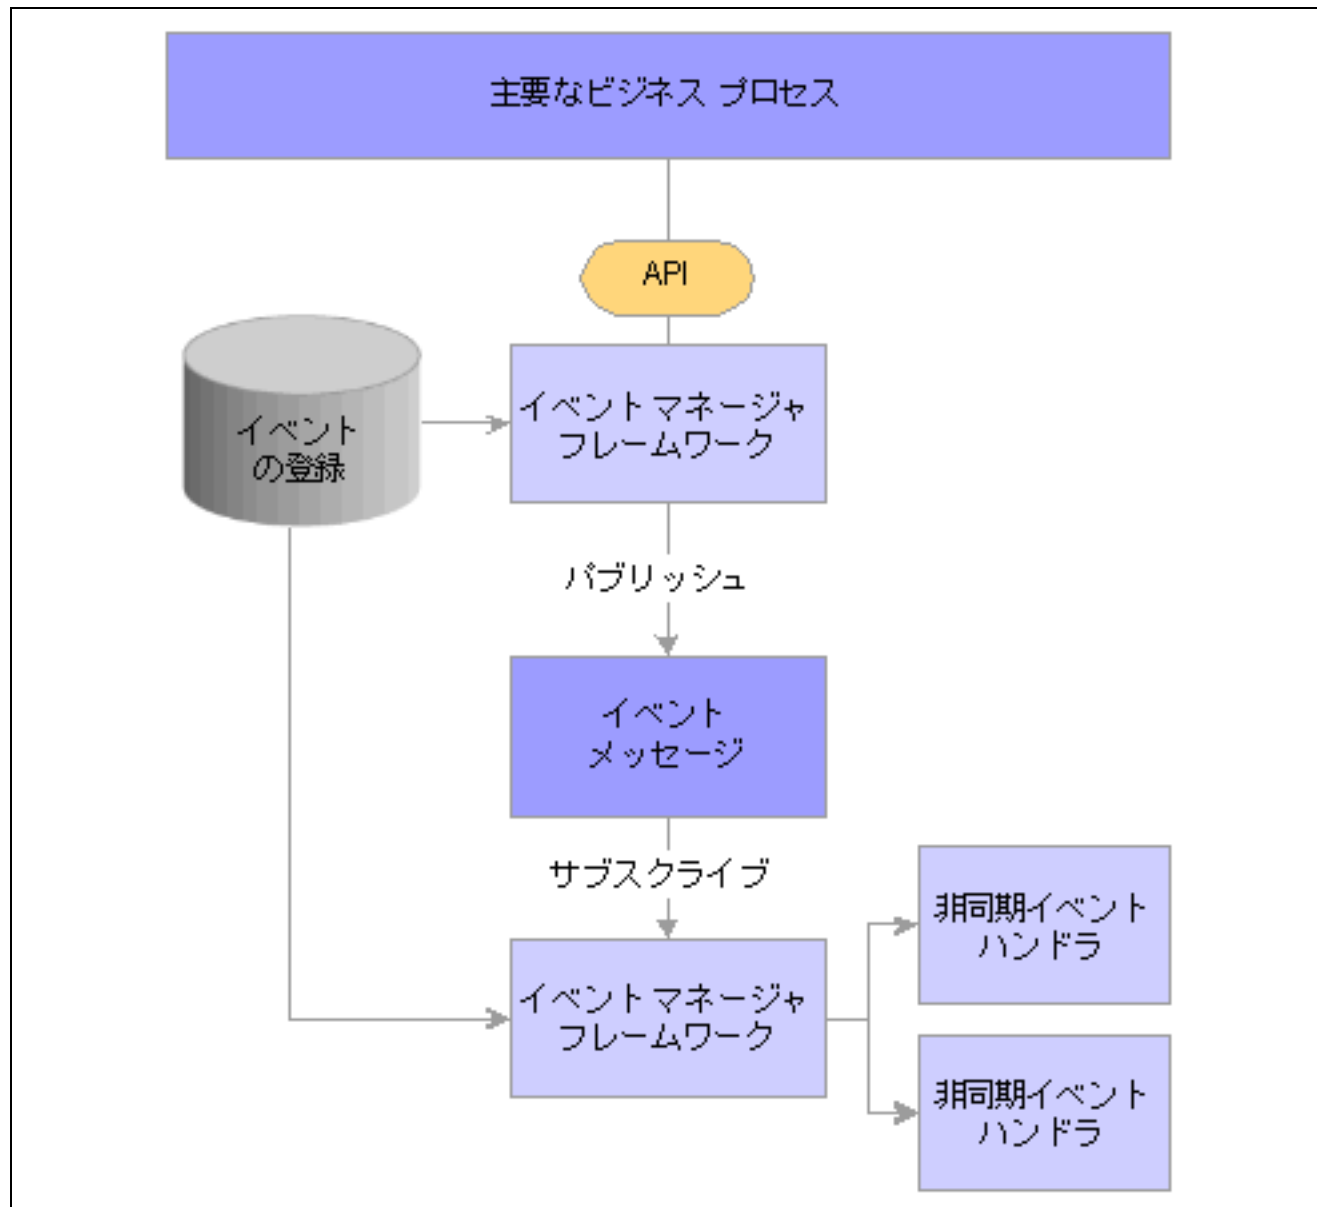 主要なビジネス プロセス
API
イベント
の登録
イベント マネージャ
フレームワーク
パブリッシュ
イベント
メッセージ
サブスクライブ
イベント マネージャ
フレームワーク
非同期イベント
ハンドラ
非同期イベント
ハンドラ